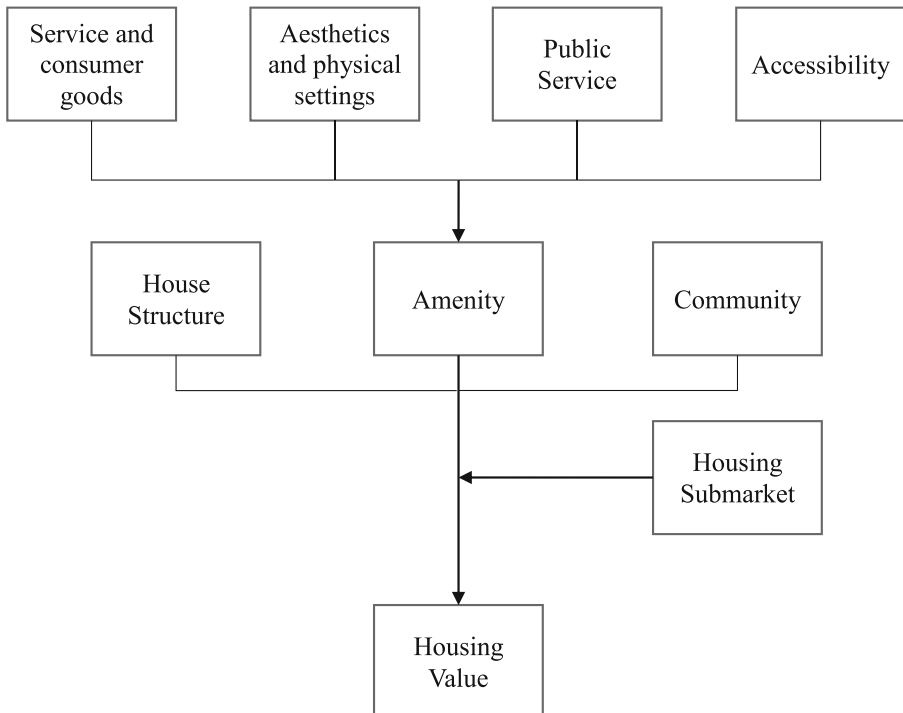 Service and
consumer
goods
Aesthetics
and physical
settings
Public
Service
Accessibility
House
Structure
Amenity
Community
Housing
Submarket
Housing
Value